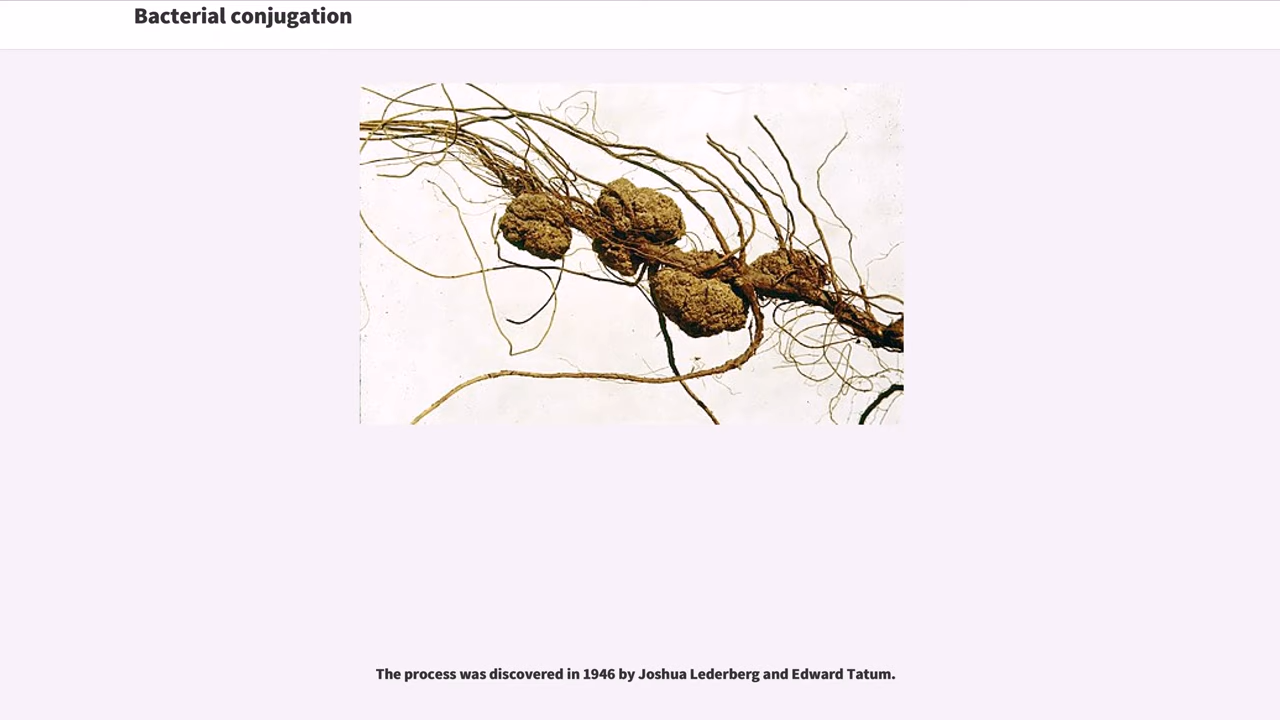 Bacterial conjugation
The process was discovered in 1946 by Joshua Lederberg and Edward Tatum.